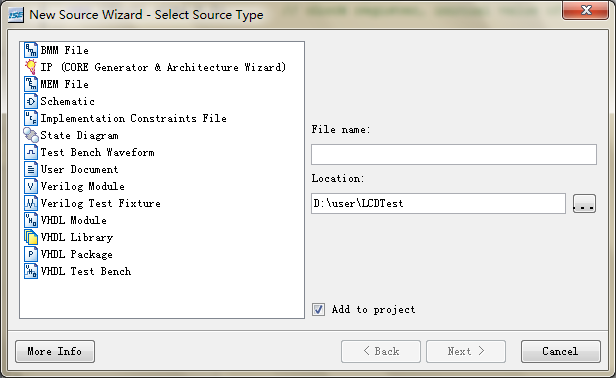 ISE New Source Wizard - Select Source Type
BMM File
IP (CORE Generator & Architecture Wizard)
MEM File
Schematic
Implementation Constraints File
State Diagram
Test Bench Waveform
User Document
Verilog Module
Verilog Test Fixture
VHDL Module
VHDL Library
VHDL Package
VHDL Test Bench
File name:
Location:
D:\user\LCDTest
...
Add to project
More Info
< Back
Next >
Cancel